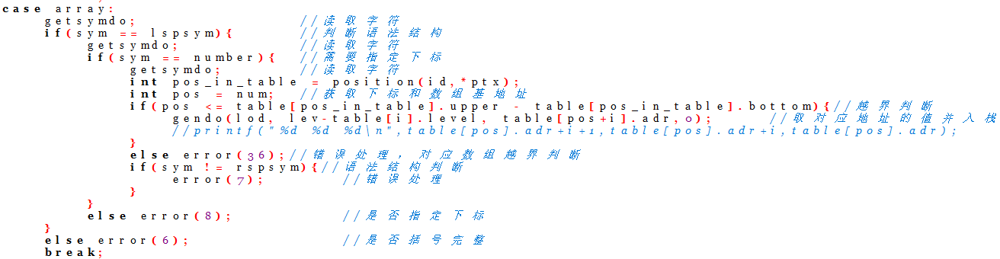 case array:
getsymdo; //读取字符
if(sym == lspsym){ //判断语法结构
getsymdo; //读取字符
if(sym == number){ //需要指定下标
getsymdo; //读取字符
int pos_in_table = position(id,*ptx);
int pos = num; //获取下标和数组基地址
if(pos <= table[pos_in_table].upper - table[pos_in_table].bottom){//越界判断
gendo(lod, lev-table[i].level, table[pos+i].adr,0); //取对应地址的值并入栈
//printf("%d %d %d\n",table[pos].adr+i+1,table[pos].adr+i,table[pos].adr);
}
else error(36);//错误处理，对应数组越界判断
if(sym != rspsym){//语法结构判断
error(7); //错误处理
}
}
else error(8); //是否指定下标
}
else error(6); //是否括号完整
break;